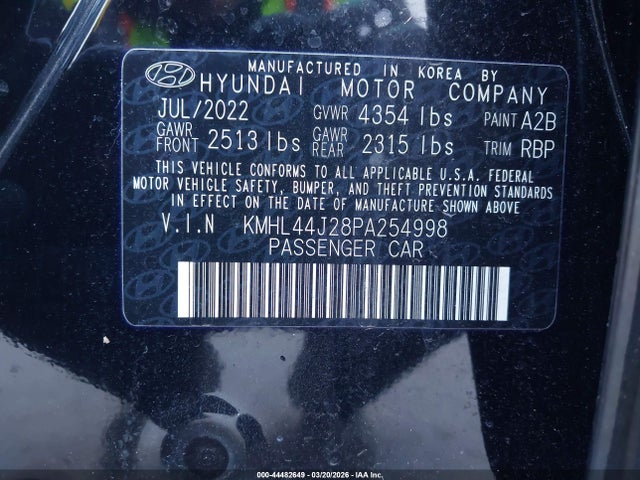 MANUFACTURED IN KOREA BY
HYUNDAI MOTOR COMPANY
JUL/2022 GVWR 4354 lbs PAINT A2B
GAWR FRONT 2513 lbs GAWR REAR 2315 lbs TRIM RBP
THIS VEHICLE CONFORMS TO ALL APPLICABLE U.S.A. FEDERAL
MOTOR VEHICLE SAFETY, BUMPER, AND THEFT PREVENTION STANDARDS
IN EFFECT ON THE DATE OF MANUFACTURE SHOWN ABOVE.
V.I.N KMHL44J28PA254998
PASSENGER CAR
000-44482649 - 03/20/2026 - IAA Inc.